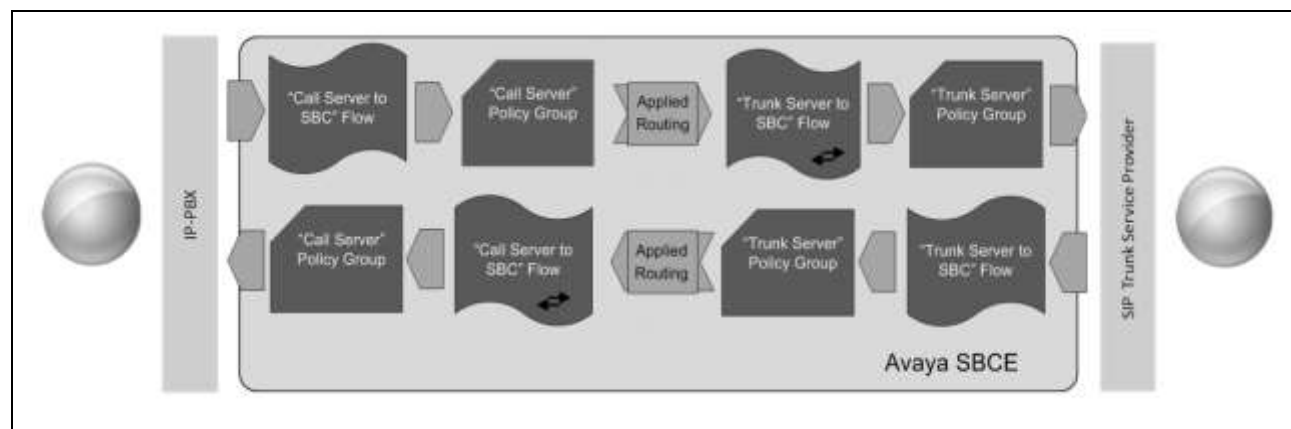 IP-PBX
“Call Server to
SBC” Flow
“Call Server”
Policy Group
Applied
Routing
“Trunk Server to
SBC” Flow
“Trunk Server”
Policy Group
“Call Server”
Policy Group
“Call Server to
SBC” Flow
Applied
Routing
“Trunk Server”
Policy Group
“Trunk Server to
SBC” Flow
Avaya SBCE
SIP Trunk Service Provider